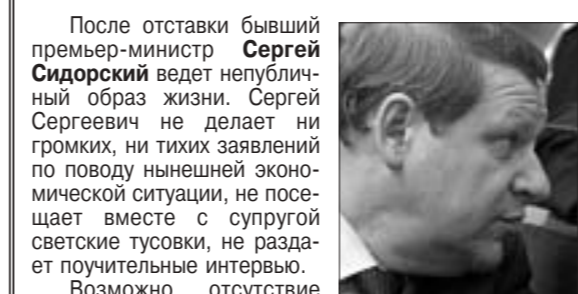 После отставки бывший
премьер-министр Сергей
Сидорский ведет непублич-
ный образ жизни. Сергей
Сергеевич не делает ни
громких, ни тихих заявлений
по поводу нынешней эконо-
мической ситуации, не посе-
щает вместе с супругой
светские тусовки, не разда-
ет поучительные интервью.
Возможно, отсутствие